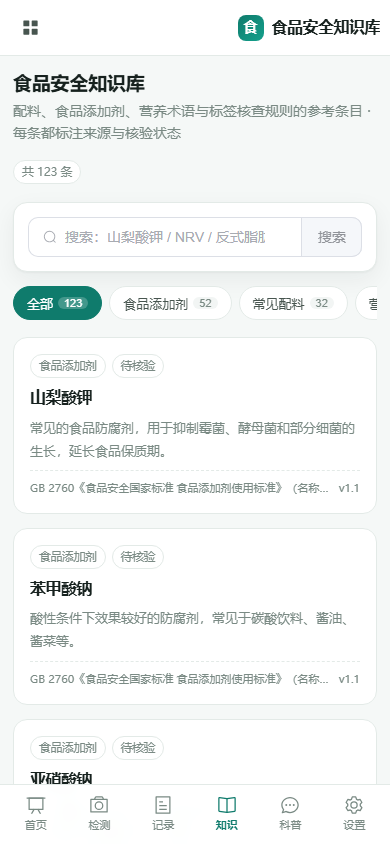 食 食品安全知识库
食品安全知识库
配料、食品添加剂、营养术语与标签核查规则的参考条目 ·
每条都标注来源与核验状态
共 123 条
搜索：山梨酸钾 / NRV / 反式脂肪 搜索
全部 123 食品添加剂 52 常见配料 32
食品添加剂 待核验
山梨酸钾
常见的食品防腐剂，用于抑制霉菌、酵母菌和部分细菌的
生长，延长食品保质期。
GB 2760《食品安全国家标准 食品添加剂使用标准》（名称... v1.1
食品添加剂 待核验
苯甲酸钠
酸性条件下效果较好的防腐剂，常见于碳酸饮料、酱油、
酱菜等。
GB 2760《食品安全国家标准 食品添加剂使用标准》（名称... v1.1
食品添加剂 待核验
亚硝酸钠
首页 检测 记录 知识 科普 设置